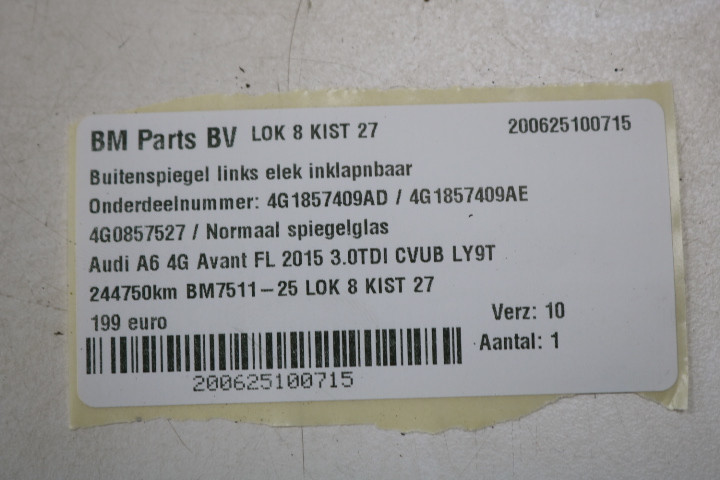 BM Parts BV LOK 8 KIST 27 200625100715
Buitenspiegel links elek inklapnbaar
Onderdeelnummer: 4G1857409AD / 4G1857409AE
4G0857527 / Normaal spiegelglas
Audi A6 4G Avant FL 2015 3.0TDI CVUB LY9T
244750km BM7511-25 LOK 8 KIST 27
199 euro Verz: 10
Aantal: 1
200625100715